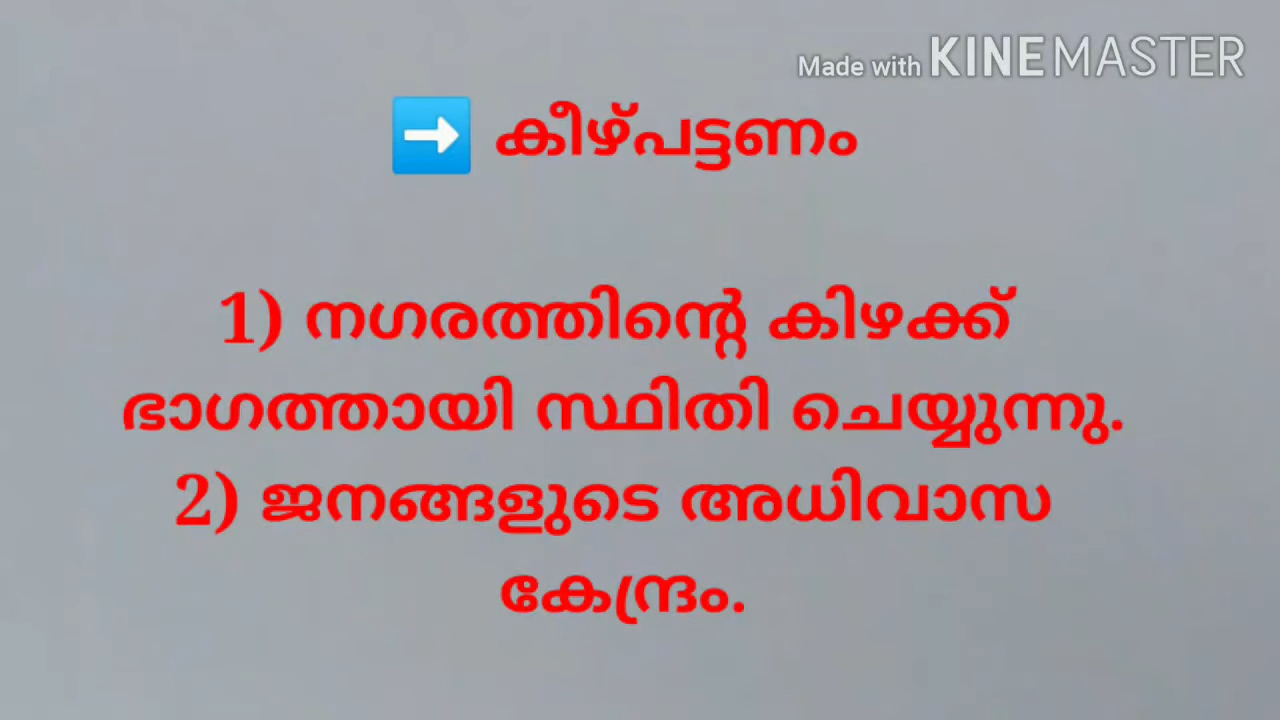 Made with KINEMASTER
➡ കീഴ്പട്ടണം
1) നഗരത്തിന്റെ കിഴക്ക്
ഭാഗത്തായി സ്ഥിതി ചെയ്യുന്നു.
2) ജനങ്ങളുടെ അധിവാസ
കേന്ദ്രം.